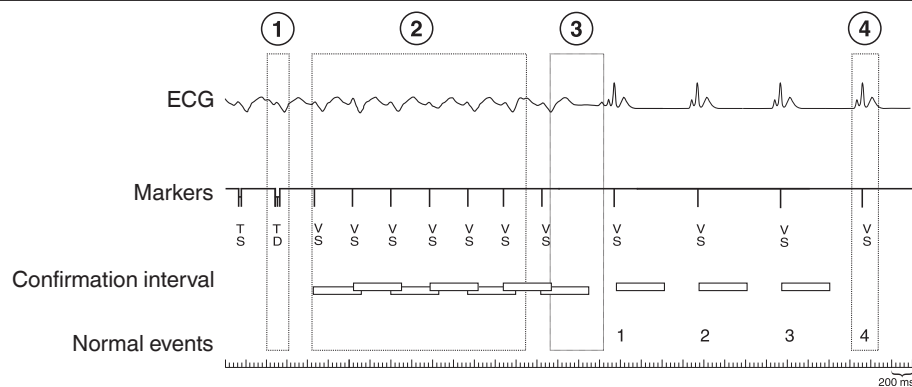 1 2 3 4
ECG
Markers
T S
T D
V S
V S
V S
V S
V S
V S
V S
V S
V S
V S
V S
Confirmation interval
Normal events 1 2 3 4
200 ms